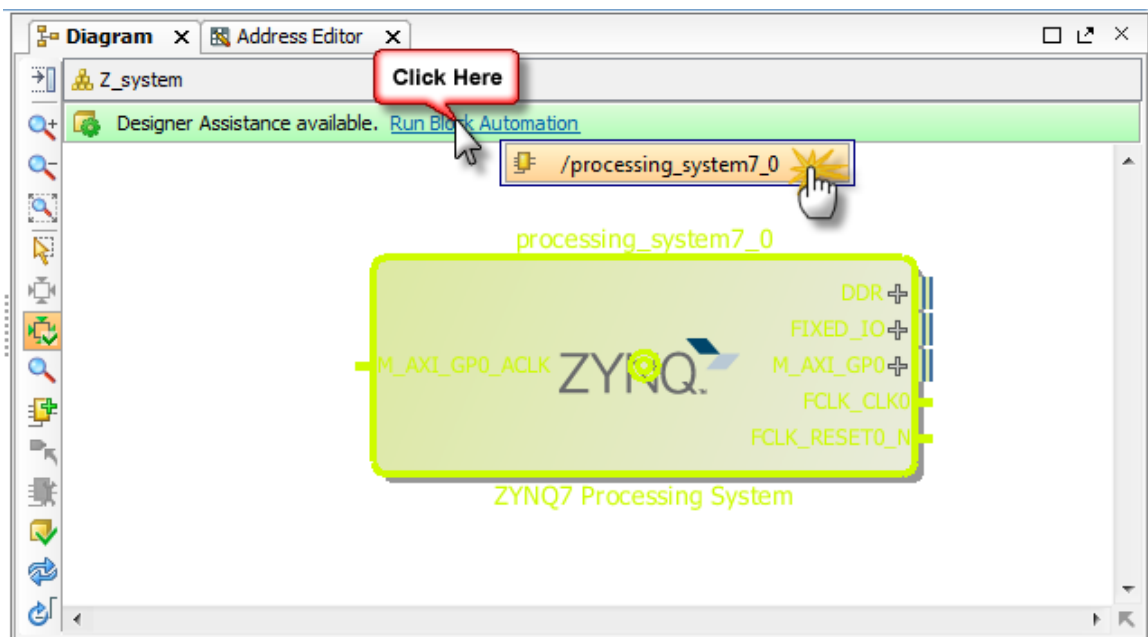 Diagram
Address Editor
Z_system
Click Here
Designer Assistance available. Run Block Automation
/processing_system7_0
processing_system7_0
DDR
FIXED_IO
M_AXI_GP0_ACLK
ZYNQ
M_AXI_GP0
FCLK_CLK0
FCLK_RESET0_N
ZYNQ7 Processing System